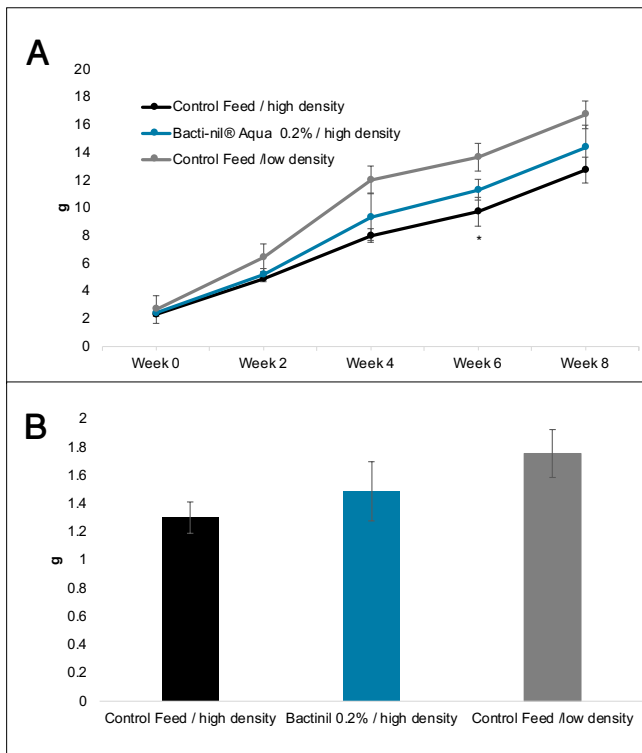 A
20
18
16
14
12
10
8
6
4
2
0
g
Control Feed / high density
Bacti-nil® Aqua 0.2% / high density
Control Feed /low density
*
Week 0 Week 2 Week 4 Week 6 Week 8
B
2
1.8
1.6
1.4
1.2
1
0.8
0.6
0.4
0.2
0
g
Control Feed / high density Bactinil 0.2% / high density Control Feed /low density